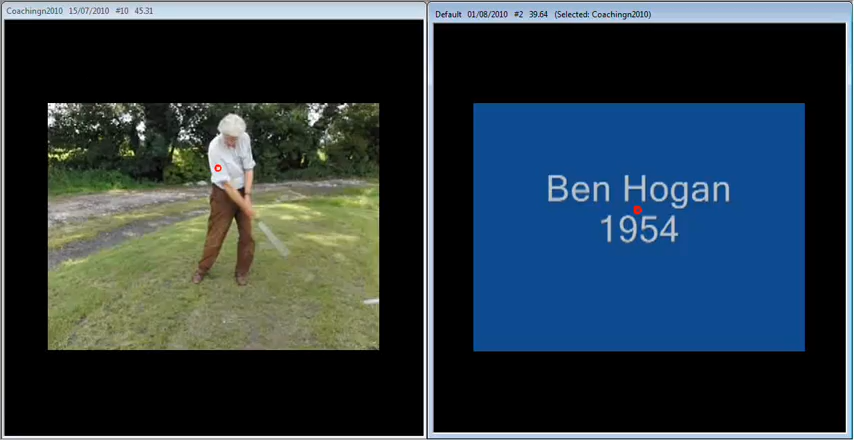 Coachingn2010 15/07/2010 #10 45.31
Default 01/08/2010 #2 39.64 (Selected: Coachingn2010)
Ben Hogan
1954